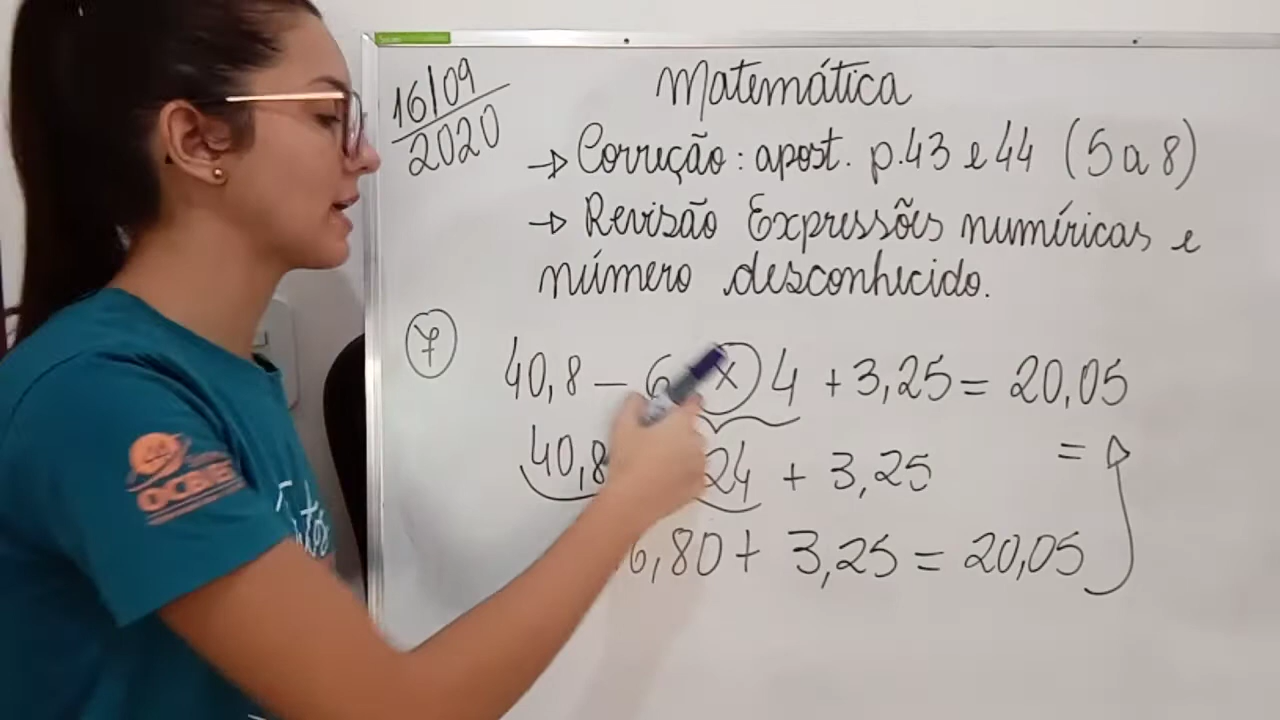 16/09
2020
Matemática
→ Correção: apost. p.43 e 44 (5 a 8)
→ Revisão Expressões numéricas e
número desconhecido.
7
40,8 – 6 × 4 + 3,25 = 20,05
40,8 24 + 3,25 =
6,80 + 3,25 = 20,05